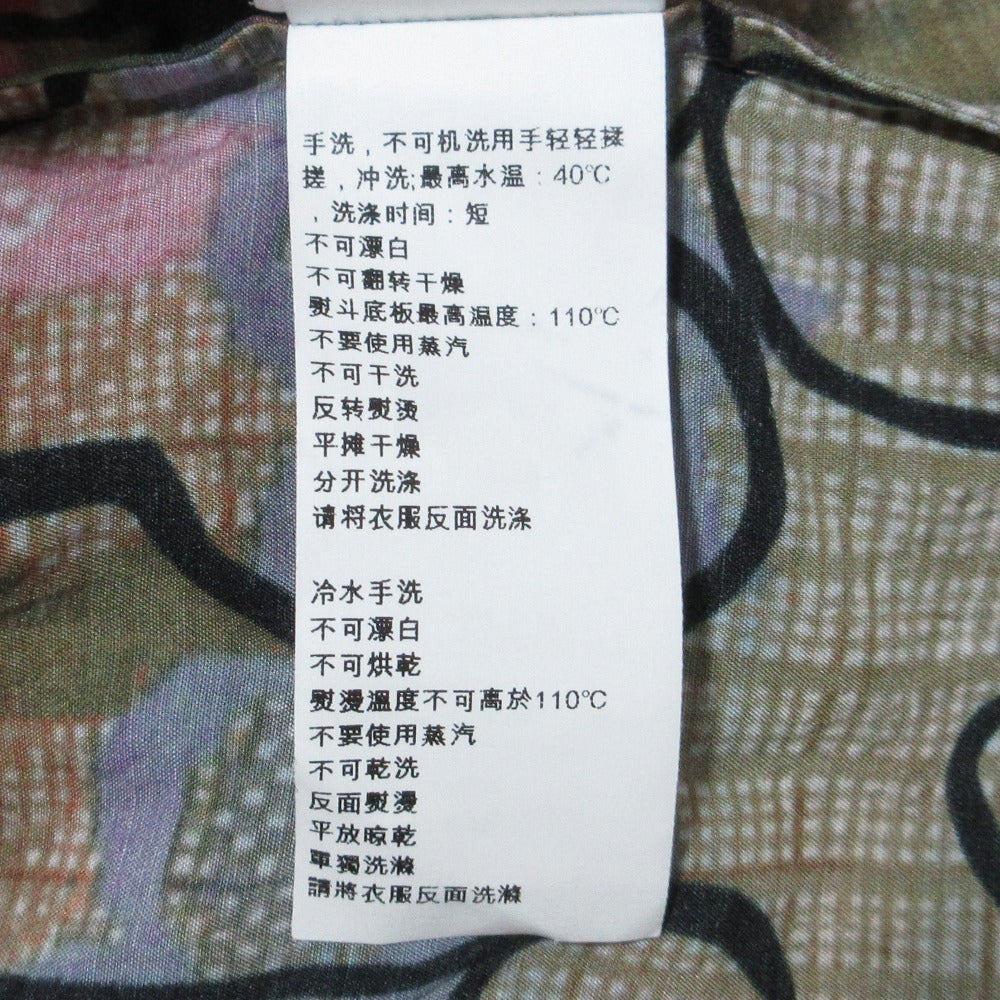 手洗，不可机洗用手轻轻揉
搓，冲洗;最高水温：40℃
，洗涤时间：短
不可漂白
不可翻转干燥
熨斗底板最高温度：110℃
不要使用蒸汽
不可干洗
反转熨烫
平摊干燥
分开洗涤
请将衣服反面洗涤
冷水手洗
不可漂白
不可烘乾
熨燙溫度不可离於110℃
不要使用蒸汽
不可乾洗
反面熨燙
平放晾乾
單獨洗滌
請將衣服反面洗滌